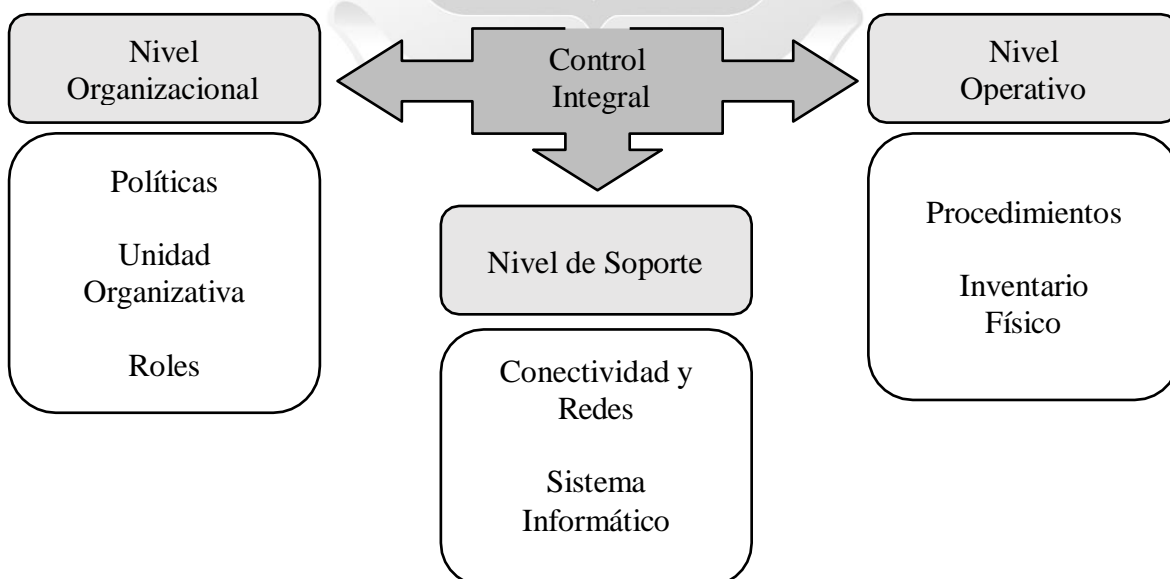 Nivel
Organizacional
Políticas
Unidad
Organizativa
Roles
Control
Integral
Nivel de Soporte
Conectividad y
Redes
Sistema
Informático
Nivel
Operativo
Procedimientos
Inventario
Físico